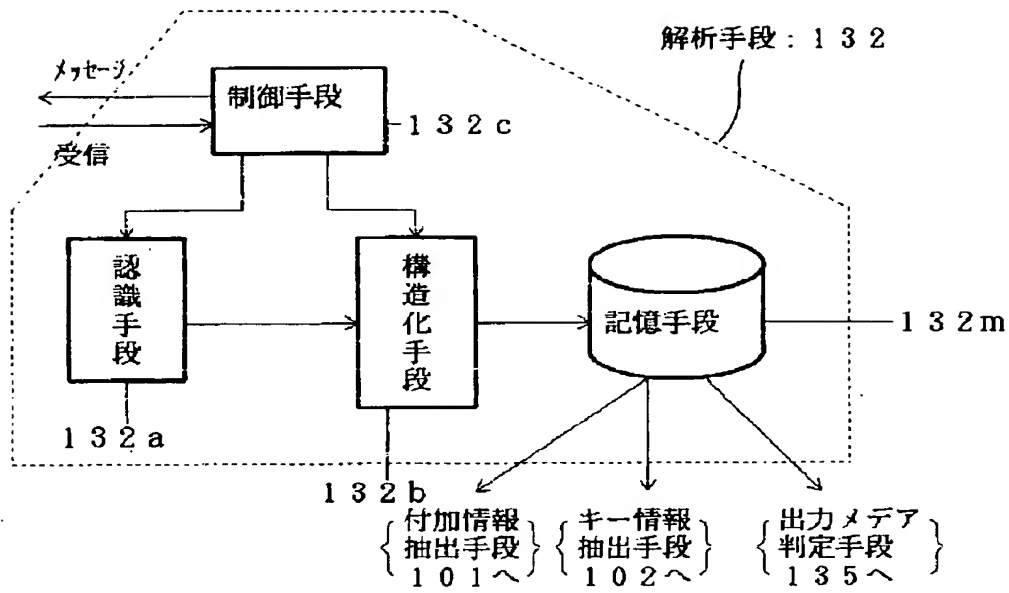 解析手段:132
メッセージ
制御手段
132c
受信
認識手段
構造化手段
記憶手段
132m
132a
132b
付加情報
抽出手段
101へ
キー情報
抽出手段
102へ
出力メデア
判定手段
135へ